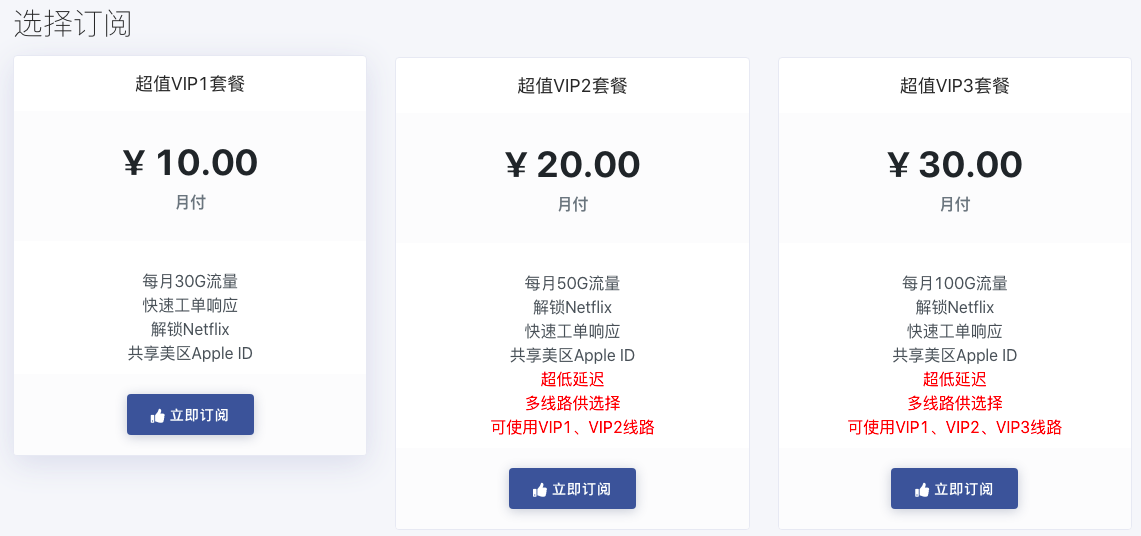 选择订阅
超值VIP1套餐
¥ 10.00
月付
每月30G流量
快速工单响应
解锁Netflix
共享美区Apple ID
立即订阅
超值VIP2套餐
¥ 20.00
月付
每月50G流量
解锁Netflix
快速工单响应
共享美区Apple ID
超低延迟
多线路供选择
可使用VIP1、VIP2线路
立即订阅
超值VIP3套餐
¥ 30.00
月付
每月100G流量
解锁Netflix
快速工单响应
共享美区Apple ID
超低延迟
多线路供选择
可使用VIP1、VIP2、VIP3线路
立即订阅